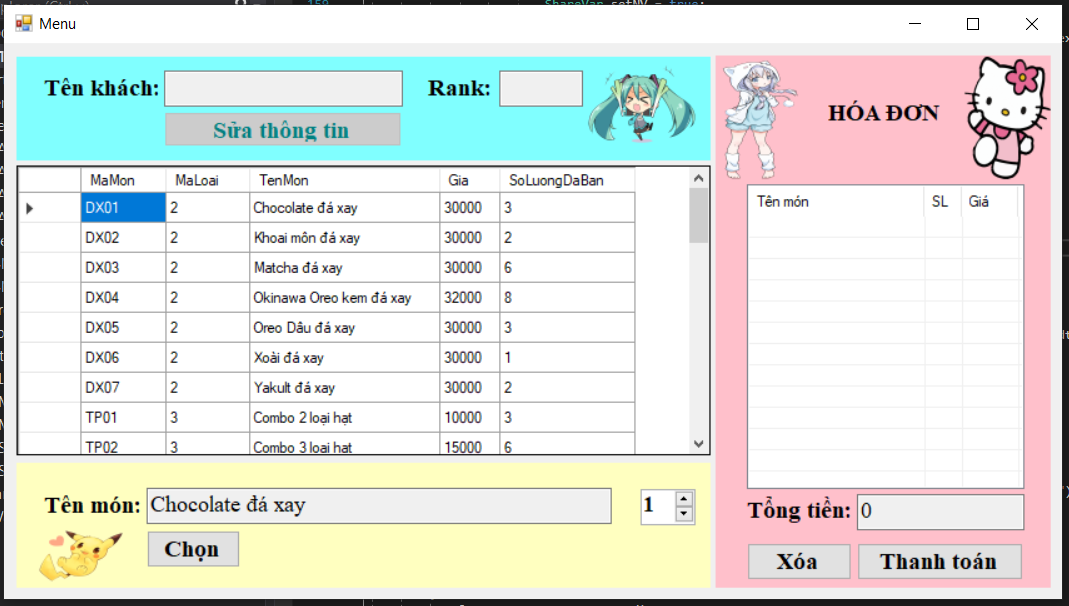 Menu
Tên khách:
Rank:
Sửa thông tin
HÓA ĐƠN
MaMon MaLoai TenMon Gia SoLuongDaBan
DX01 2 Chocolate đá xay 30000 3
DX02 2 Khoai môn đá xay 30000 2
DX03 2 Matcha đá xay 30000 6
DX04 2 Okinawa Oreo kem đá xay 32000 8
DX05 2 Oreo Dâu đá xay 30000 3
DX06 2 Xoài đá xay 30000 1
DX07 2 Yakult đá xay 30000 2
TP01 3 Combo 2 loại hạt 10000 3
TP02 3 Combo 3 loại hạt 15000 6
Tên món SL Giá
Tên món: Chocolate đá xay 1
Chọn
Tổng tiền: 0
Xóa Thanh toán